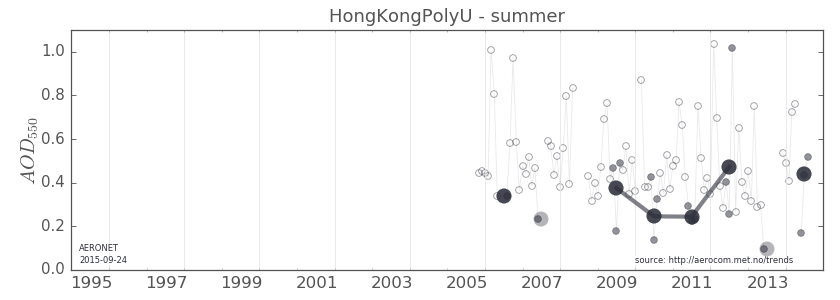 HongKongPolyU - summer
1.0
0.8
0.6
0.4
0.2
0.0
AOD550
AERONET
2015-09-24
source: http://aerocom.met.no/trends
1995 1997 1999 2001 2003 2005 2007 2009 2011 2013